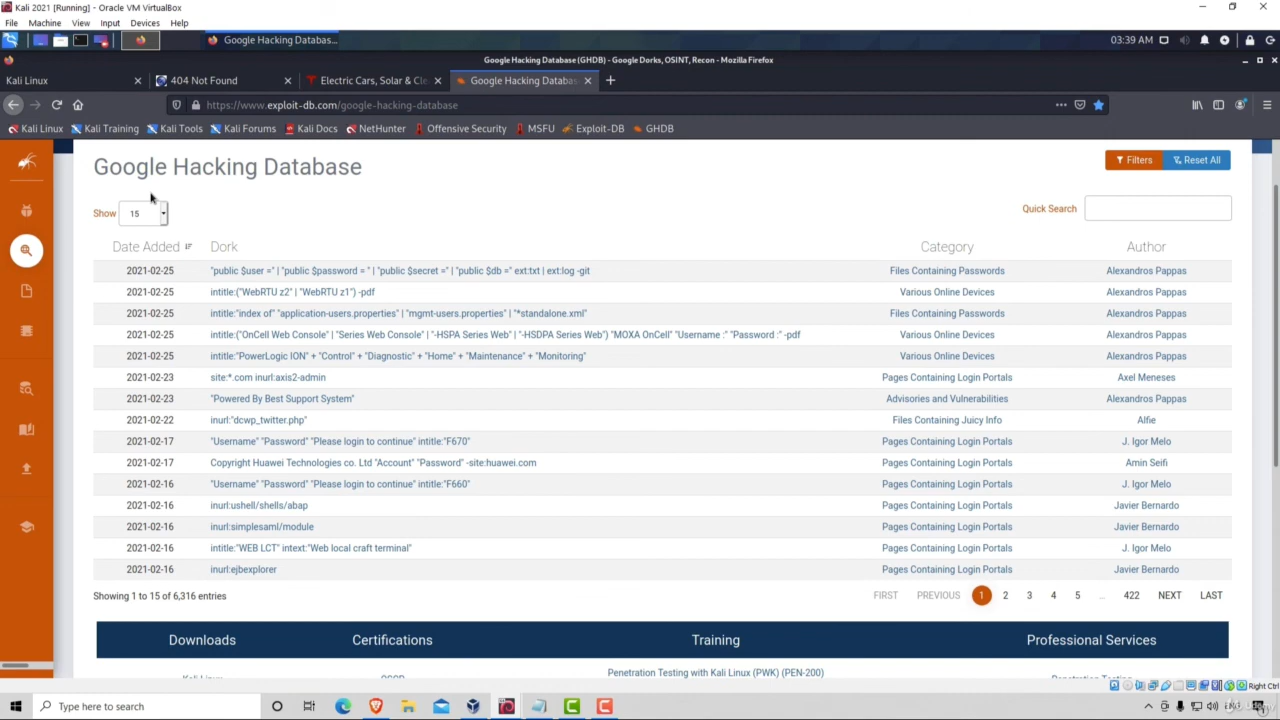 Kali 2021 [Running] - Oracle VM VirtualBox
File Machine View Input Devices Help
Google Hacking Databas...
03:39 AM
Google Hacking Database (GHDB) - Google Dorks, OSINT, Recon - Mozilla Firefox
Kali Linux
404 Not Found
Electric Cars, Solar & Cle
Google Hacking Databas
https://www.exploit-db.com/google-hacking-database
Kali Linux Kali Training Kali Tools Kali Forums Kali Docs NetHunter Offensive Security MSFU Exploit-DB GHDB
Google Hacking Database
Filters Reset All
Show 15
Quick Search
Date Added Dork Category Author
2021-02-25 "public $user =" | "public $password = " | "public $secret =" | "public $db =" ext:txt | ext:log -git Files Containing Passwords Alexandros Pappas
2021-02-25 intitle:("WebRTU z2" | "WebRTU z1") -pdf Various Online Devices Alexandros Pappas
2021-02-25 intitle:"index of" "application-users.properties" | "mgmt-users.properties" | "*standalone.xml" Files Containing Passwords Alexandros Pappas
2021-02-25 intitle:("OnCell Web Console" | "Series Web Console" | "-HSPA Series Web" | "-HSDPA Series Web") "MOXA OnCell" "Username :" "Password :" -pdf Various Online Devices Alexandros Pappas
2021-02-25 intitle:"PowerLogic ION" + "Control" + "Diagnostic" + "Home" + "Maintenance" + "Monitoring" Various Online Devices Alexandros Pappas
2021-02-23 site:*.com inurl:axis2-admin Pages Containing Login Portals Axel Meneses
2021-02-23 "Powered By Best Support System" Advisories and Vulnerabilities Alexandros Pappas
2021-02-22 inurl:"dcwp_twitter.php" Files Containing Juicy Info Alfie
2021-02-17 "Username" "Password" "Please login to continue" intitle:"F670" Pages Containing Login Portals J. Igor Melo
2021-02-17 Copyright Huawei Technologies co. Ltd "Account" "Password" -site:huawei.com Pages Containing Login Portals Amin Seifi
2021-02-16 "Username" "Password" "Please login to continue" intitle:"F660" Pages Containing Login Portals J. Igor Melo
2021-02-16 inurl:ushell/shells/abap Pages Containing Login Portals Javier Bernardo
2021-02-16 inurl:simplesaml/module Pages Containing Login Portals Javier Bernardo
2021-02-16 intitle:"WEB LCT" intext:"Web local craft terminal" Pages Containing Login Portals J. Igor Melo
2021-02-16 inurl:ejbexplorer Pages Containing Login Portals Javier Bernardo
Showing 1 to 15 of 6,316 entries
FIRST PREVIOUS 1 2 3 4 5 ... 422 NEXT LAST
Downloads Certifications Training Professional Services
Penetration Testing with Kali Linux (PWK) (PEN-200)
Right Ctrl
Type here to search